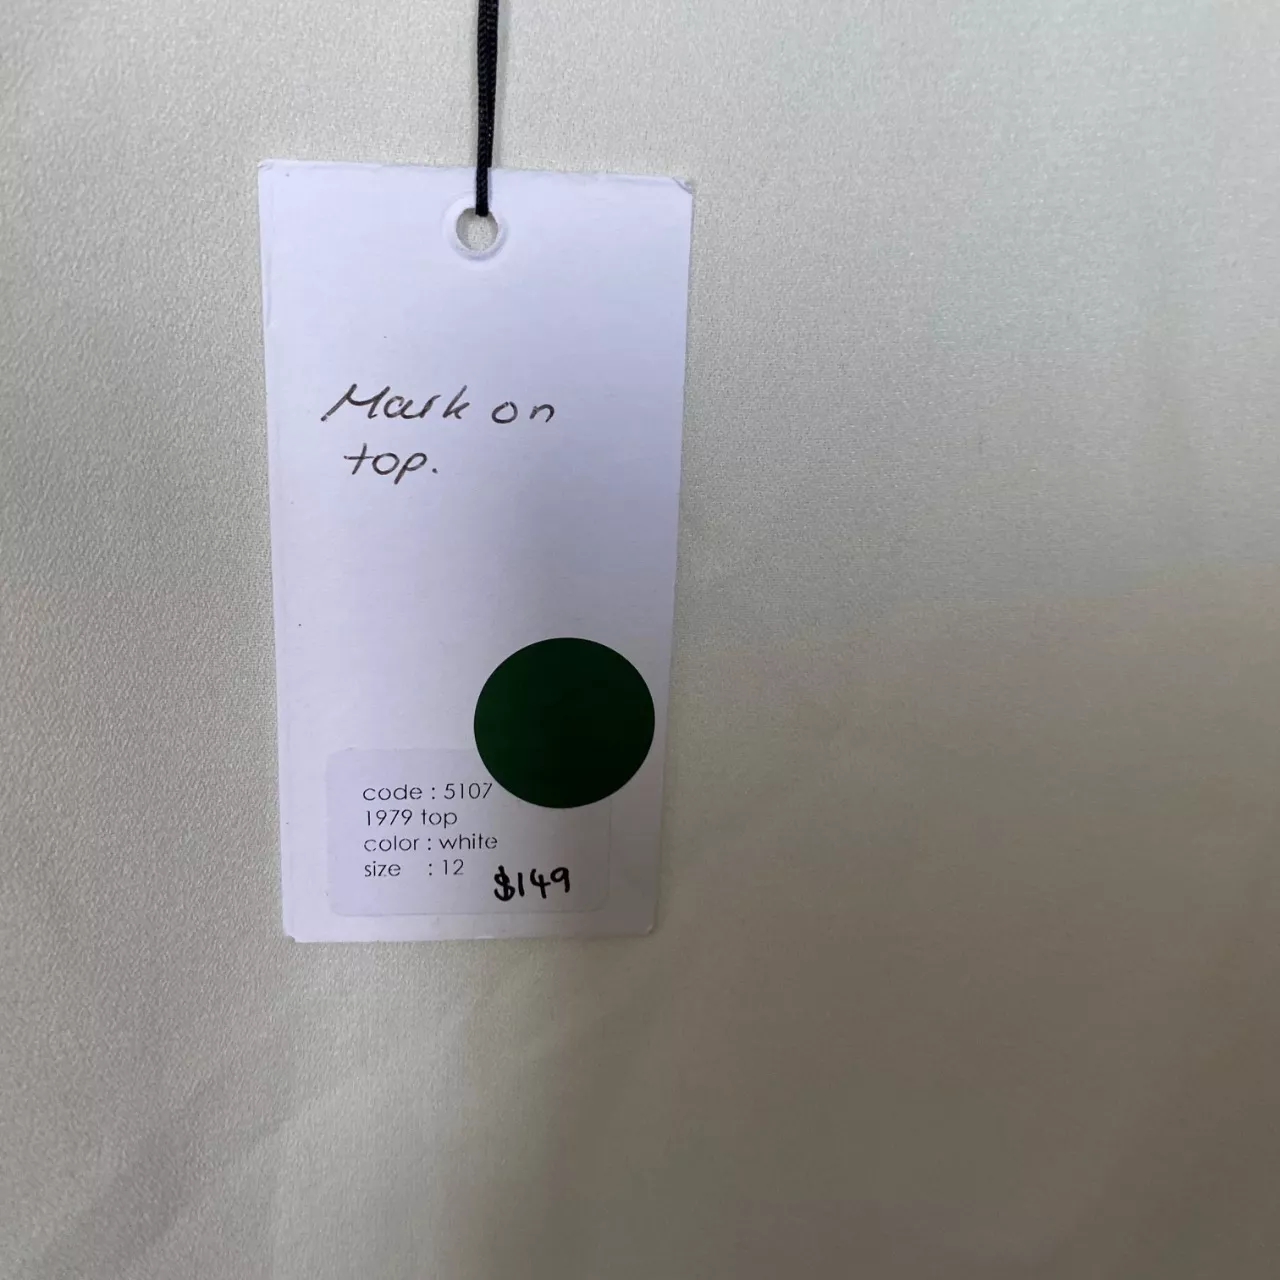 Mark on
top.
code : 5107
1979 top
color : white
size : 12
$149